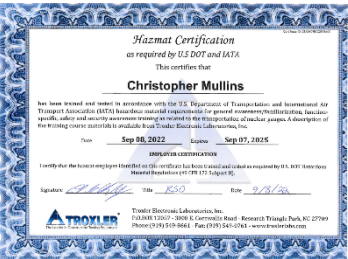 Hazmat Certification
as required by U.S DOT and IATA
This certifies that
Christopher Mullins
has been trained and tested in accordance with the U.S. Department of Transportation and International Air
Transport Association (IATA) hazardous material requirements for general awareness/familiarization, function-
specific, safety and security awareness training as related to the transportation of nuclear gauges. A description of
the training course materials is available from Troxler Electronic Laboratories, Inc.
Date Sep 08, 2022 Expires Sep 07, 2025
EMPLOYER CERTIFICATION
I certify that the hazmat employee identified on this certificate has been trained and tested as required by U.S. DOT Hazardous
Material Regulations (49 CFR 172 Subpart H).
Signature Title RSO Date 9/8/22
TROXLER
Troxler Electronic Laboratories, Inc.
P.O.BOX 12057 - 3008 E. Cornwallis Road - Research Triangle Park, NC 27709
Phone:(919) 549-8661 - Fax: (919) 549-0761 - www.troxlerlabs.com